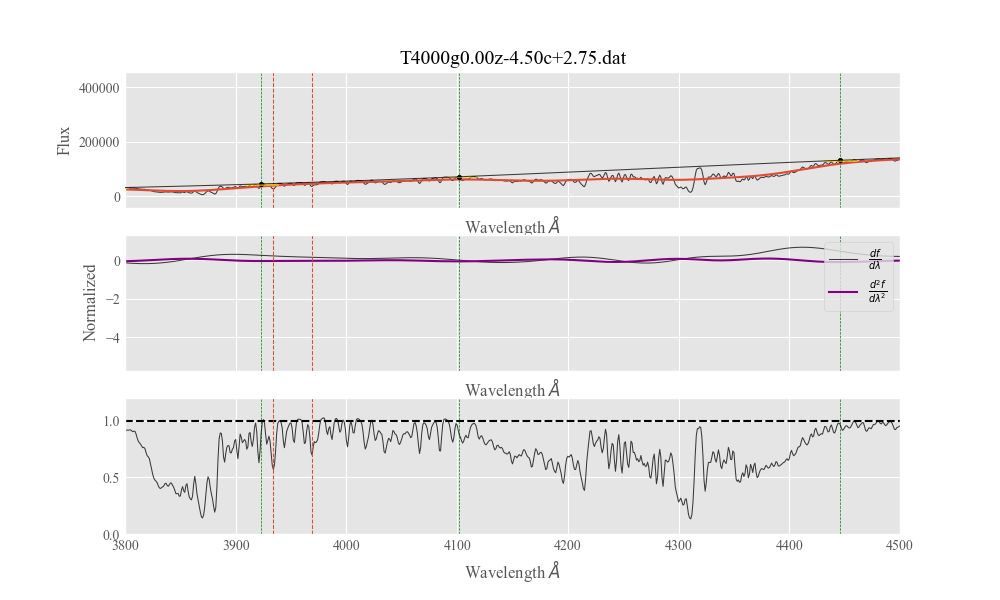 T4000g0.00z-4.50c+2.75.dat
400000
200000
0
Flux
Wavelength Å
0
−2
−4
Normalized
df
dλ
d²f
dλ²
Wavelength Å
1.0
0.5
0.0
3800 3900 4000 4100 4200 4300 4400 4500
Wavelength Å